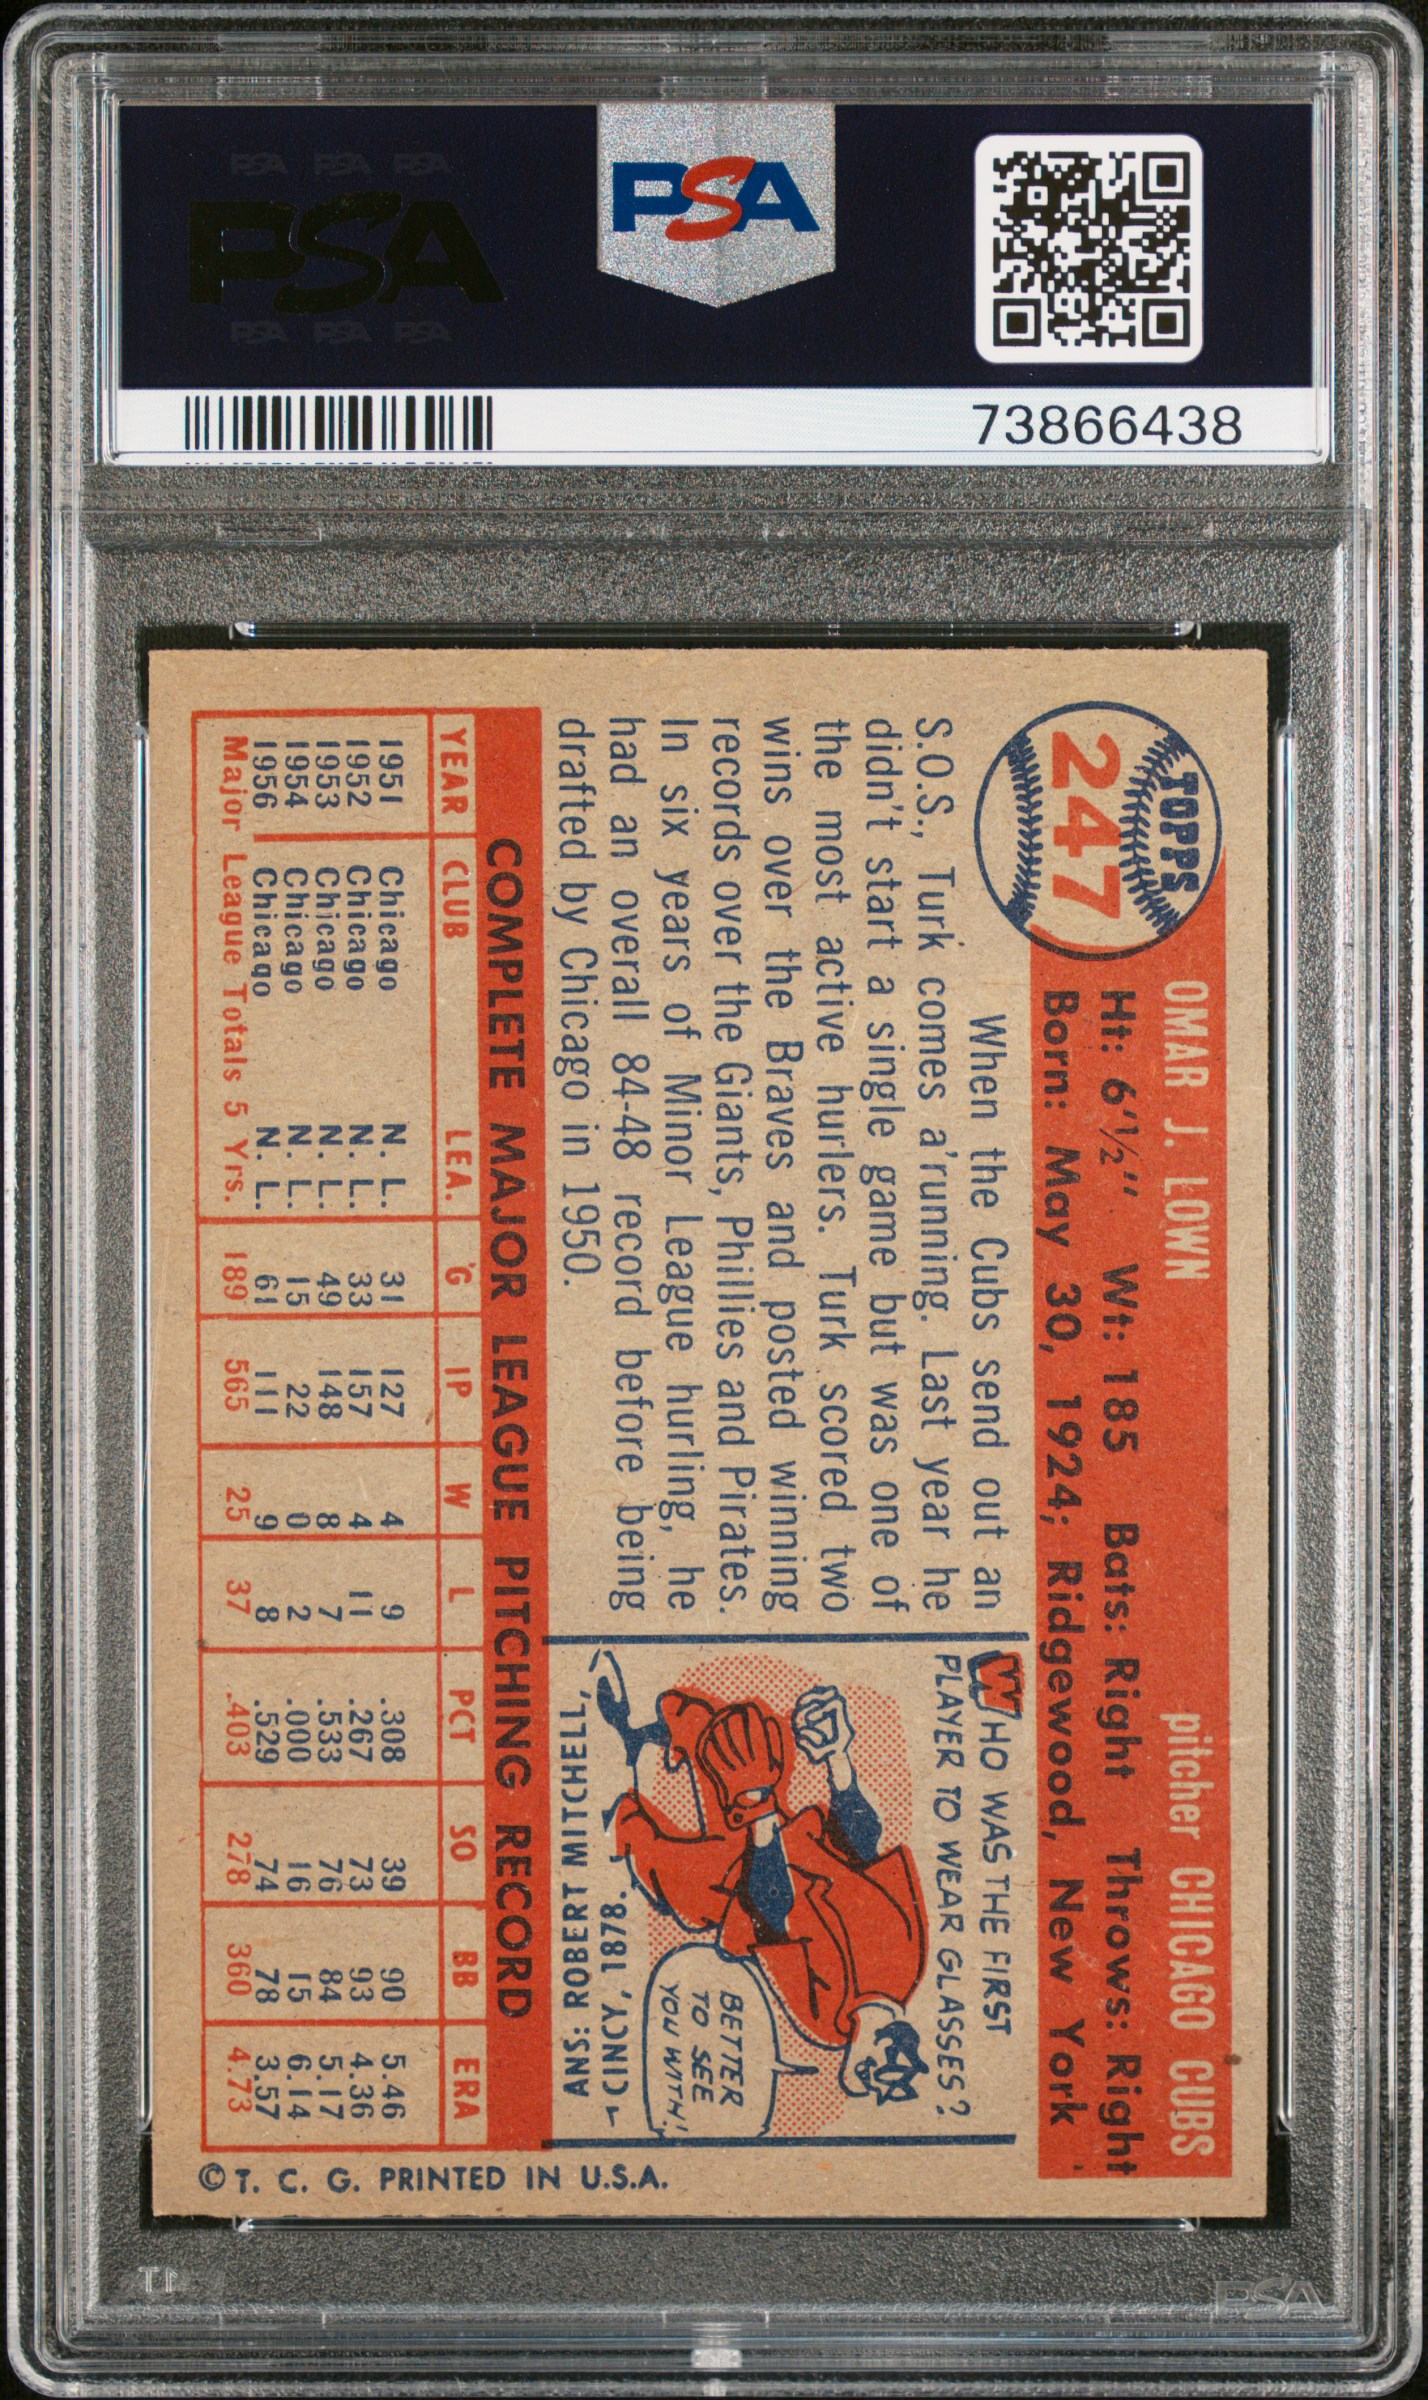 PSA PSA PSA
PSA
PSA PSA PSA
PSA
73866438
TOPPS
247
OMAR J. LOWN pitcher CHICAGO CUBS
Ht: 6'1½" Wt: 185 Bats: Right Throws: Right
Born: May 30, 1924; Ridgewood, New York
When the Cubs send out an
S.O.S., Turk comes a'running. Last year he
didn't start a single game but was one of
the most active hurlers. Turk scored two
wins over the Braves and posted winning
records over the Giants, Phillies and Pirates.
In six years of Minor League hurling, he
had an overall 84-48 record before being
drafted by Chicago in 1950.
WHO WAS THE FIRST
PLAYER TO WEAR GLASSES?
BETTER
TO SEE
YOU WITH!
ANS: ROBERT MITCHELL,
CINCY, 1878.
COMPLETE MAJOR LEAGUE PITCHING RECORD
YEAR CLUB LEA. G IP W L PCT SO BB ERA
1951 Chicago N. L. 31 127 4 9 .308 39 90 5.46
1952 Chicago N. L. 33 157 4 11 .267 73 93 4.36
1953 Chicago N. L. 49 148 8 7 .533 76 84 5.17
1954 Chicago N. L. 15 22 0 2 .000 16 15 6.14
1956 Chicago N. L. 61 111 9 8 .529 74 78 3.57
Major League Totals 5 Yrs. 189 565 25 37 .403 278 360 4.73
© T. C. G. PRINTED IN U.S.A.
PSA